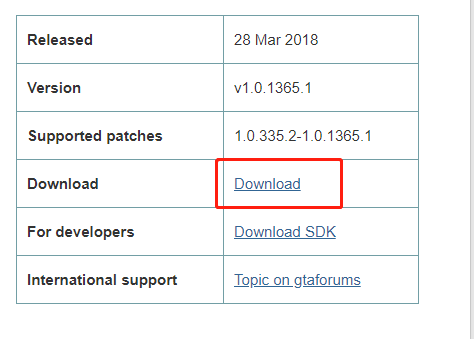 Released 28 Mar 2018
Version v1.0.1365.1
Supported patches 1.0.335.2-1.0.1365.1
Download Download
For developers Download SDK
International support Topic on gtaforums